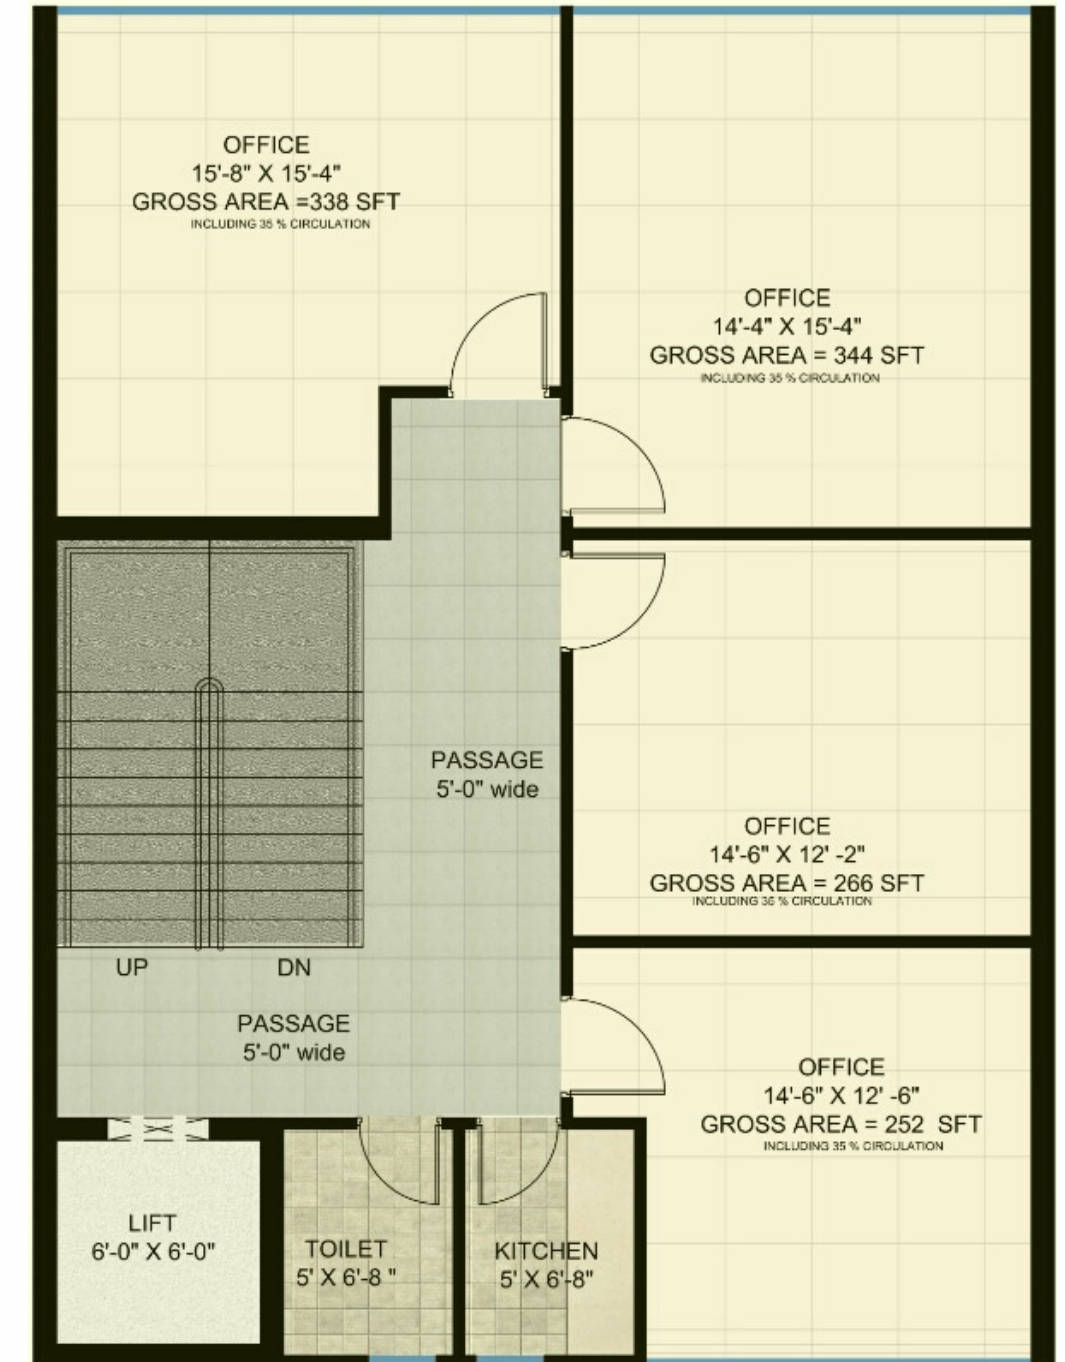 OFFICE
15'-8" X 15'-4"
GROSS AREA =338 SFT
INCLUDING 35 % CIRCULATION
OFFICE
14'-4" X 15'-4"
GROSS AREA = 344 SFT
INCLUDING 35 % CIRCULATION
PASSAGE
5'-0" wide
OFFICE
14'-6" X 12' -2"
GROSS AREA = 266 SFT
INCLUDING 35 % CIRCULATION
UP
DN
PASSAGE
5'-0" wide
OFFICE
14'-6" X 12' -6"
GROSS AREA = 252  SFT
INCLUDING 35 % CIRCULATION
LIFT
6'-0" X 6'-0"
TOILET
5' X 6'-8 "
KITCHEN
5' X 6'-8"